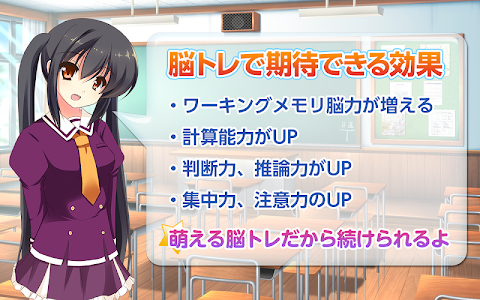 脳トレで期待できる効果
・ワーキングメモリ脳力が増える
・計算能力がUP
・判断力、推論力がUP
・集中力、注意力のUP
萌える脳トレだから続けられるよ